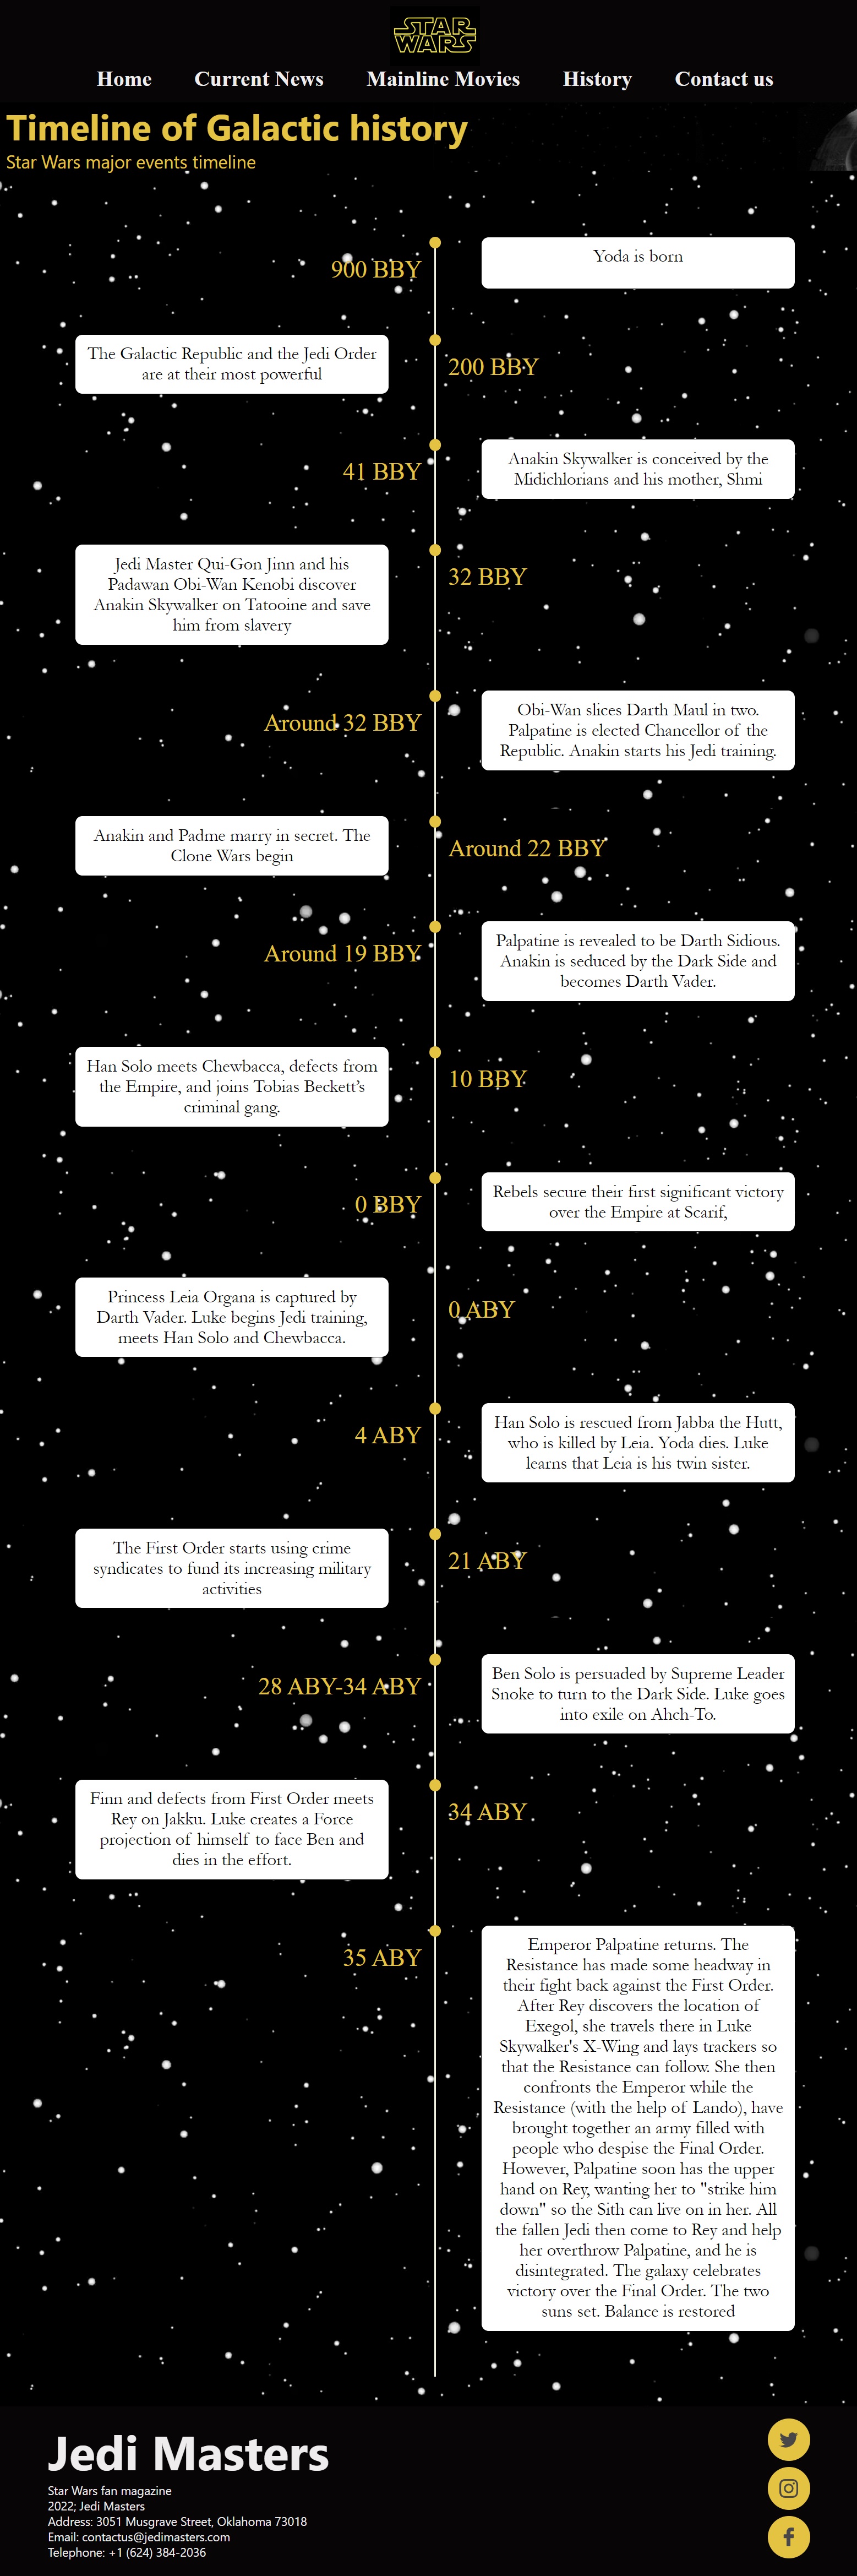 STAR
WARS
Home Current News Mainline Movies History Contact us
Timeline of Galactic history
Star Wars major events timeline
900 BBY
Yoda is born
The Galactic Republic and the Jedi Order
are at their most powerful
200 BBY
41 BBY
Anakin Skywalker is conceived by the
Midichlorians and his mother, Shmi
Jedi Master Qui-Gon Jinn and his
Padawan Obi-Wan Kenobi discover
Anakin Skywalker on Tatooine and save
him from slavery
32 BBY
Around 32 BBY
Obi-Wan slices Darth Maul in two.
Palpatine is elected Chancellor of the
Republic. Anakin starts his Jedi training.
Anakin and Padme marry in secret. The
Clone Wars begin
Around 22 BBY
Around 19 BBY
Palpatine is revealed to be Darth Sidious.
Anakin is seduced by the Dark Side and
becomes Darth Vader.
Han Solo meets Chewbacca, defects from
the Empire, and joins Tobias Beckett’s
criminal gang.
10 BBY
0 BBY
Rebels secure their first significant victory
over the Empire at Scarif,
Princess Leia Organa is captured by
Darth Vader. Luke begins Jedi training,
meets Han Solo and Chewbacca.
0 ABY
4 ABY
Han Solo is rescued from Jabba the Hutt,
who is killed by Leia. Yoda dies. Luke
learns that Leia is his twin sister.
The First Order starts using crime
syndicates to fund its increasing military
activities
21 ABY
28 ABY-34 ABY
Ben Solo is persuaded by Supreme Leader
Snoke to turn to the Dark Side. Luke goes
into exile on Ahch-To.
Finn and defects from First Order meets
Rey on Jakku. Luke creates a Force
projection of himself to face Ben and
dies in the effort.
34 ABY
35 ABY
Emperor Palpatine returns. The
Resistance has made some headway in
their fight back against the First Order.
After Rey discovers the location of
Exegol, she travels there in Luke
Skywalker's X-Wing and lays trackers so
that the Resistance can follow. She then
confronts the Emperor while the
Resistance (with the help of Lando), have
brought together an army filled with
people who despise the Final Order.
However, Palpatine soon has the upper
hand on Rey, wanting her to "strike him
down" so the Sith can live on in her. All
the fallen Jedi then come to Rey and help
her overthrow Palpatine, and he is
disintegrated. The galaxy celebrates
victory over the Final Order. The two
suns set. Balance is restored
Jedi Masters
Star Wars fan magazine
2022; Jedi Masters
Address: 3051 Musgrave Street, Oklahoma 73018
Email: contactus@jedimasters.com
Telephone: +1 (624) 384-2036